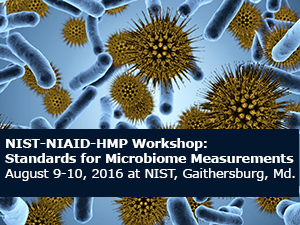 NIST-NIAID-HMP Workshop:
Standards for Microbiome Measurements
August 9-10, 2016 at NIST, Gaithersburg, Md.